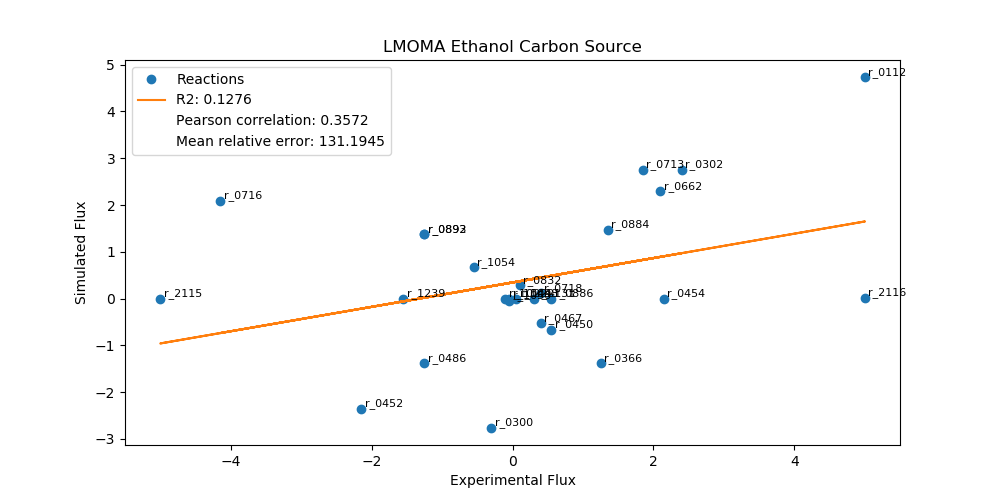 LMOMA Ethanol Carbon Source
Reactions
R2: 0.1276
Pearson correlation: 0.3572
Mean relative error: 131.1945
Simulated Flux
5
4
3
2
1
0
−1
−2
−3
r_0112
r_0713
r_0302
r_0662
r_0716
r_0884
r_1054
r_0832
r_0718
r_2115
r_1239
r_0886
r_0454
r_2116
r_0467
r_0450
r_0486
r_0366
r_0452
r_0300
−4
−2
0
2
4
Experimental Flux